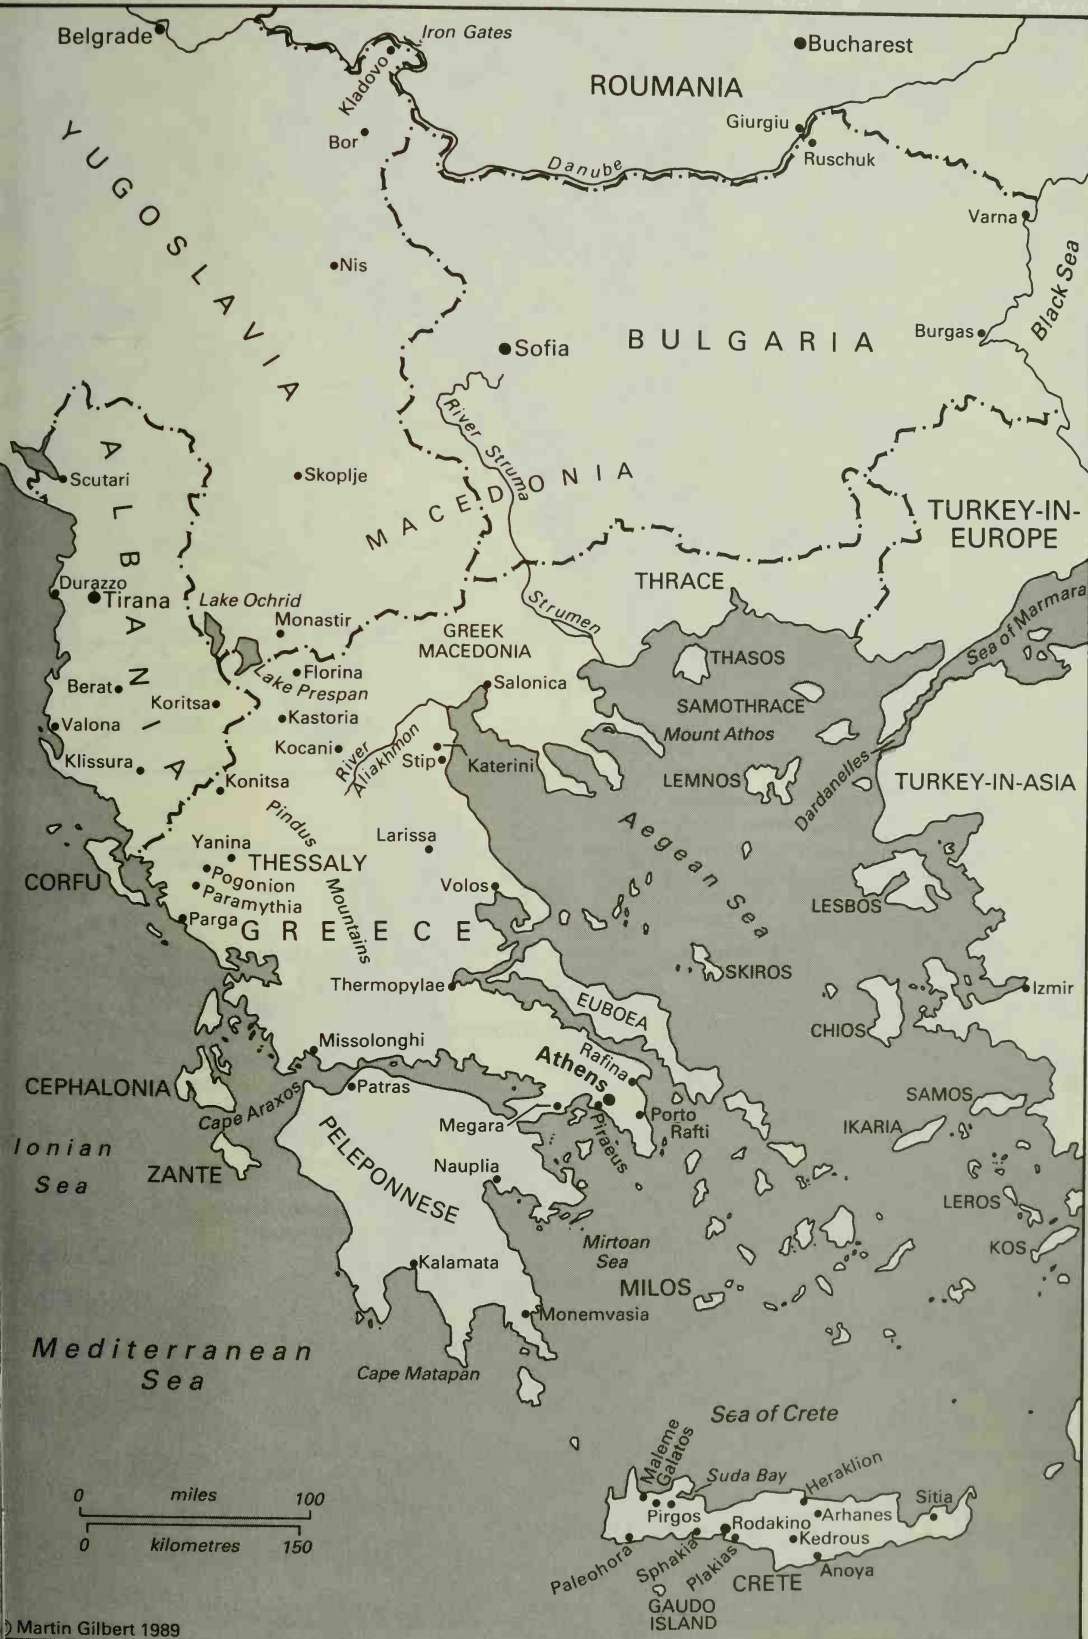 Belgrade
Iron Gates
Bucharest
Kladovo
ROUMANIA
Bor
Giurgiu
Ruschuk
Danube
YUGOSLAVIA
Varna
Nis
Black Sea
Sofia
BULGARIA
Burgas
River Struma
ALBANIA
Scutari
Skoplje
MACEDONIA
TURKEY-IN-
EUROPE
Durazzo
Tirana
Lake Ochrid
THRACE
Strumen
Monastir
GREEK
MACEDONIA
Sea of Marmara
Florina
Lake Prespan
THASOS
Berat
Koritsa
Salonica
SAMOTHRACE
Kastoria
Valona
Mount Athos
Kocani
River
Aliakhmon
Stip
Katerini
Klissura
Konitsa
LEMNOS
Dardanelles
TURKEY-IN-ASIA
Pindus
Mountains
Aegean Sea
Yanina
THESSALY
Larissa
Pogonion
Paramythia
CORFU
Volos
LESBOS
Parga
GREECE
SKIROS
Thermopylae
Izmir
EUBOEA
CHIOS
Missolonghi
Rafina
Athens
CEPHALONIA
Patras
Cape Araxos
SAMOS
Megara
Piraeus
Porto
Rafti
IKARIA
Ionian
Sea
ZANTE
PELEPONNESE
Nauplia
LEROS
Mirtoan
Sea
KOS
Kalamata
MILOS
Monemvasia
Mediterranean
Sea
Cape Matapan
Sea of Crete
Maleme
Galatos
Suda Bay
Heraklion
0 miles 100
0 kilometres 150
Pirgos
Rodakino
Arhanes
Sitia
Kedrous
Paleohora
Sphakia
Plakias
Anoya
CRETE
GAUDO
ISLAND
© Martin Gilbert 1989